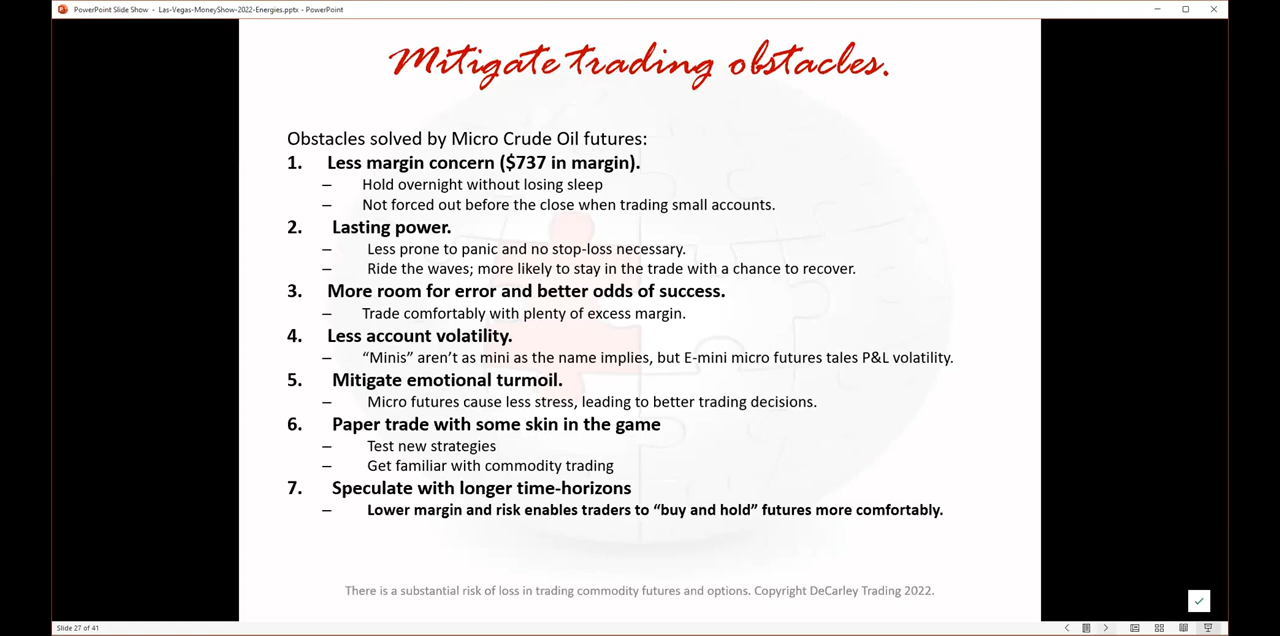 PowerPoint Slide Show - Las-Vegas-MoneyShow-2022-Energies.pptx - PowerPoint
Mitigate trading obstacles.
Obstacles solved by Micro Crude Oil futures:
1. Less margin concern ($737 in margin).
– Hold overnight without losing sleep
– Not forced out before the close when trading small accounts.
2. Lasting power.
– Less prone to panic and no stop-loss necessary.
– Ride the waves; more likely to stay in the trade with a chance to recover.
3. More room for error and better odds of success.
– Trade comfortably with plenty of excess margin.
4. Less account volatility.
– “Minis” aren’t as mini as the name implies, but E-mini micro futures tales P&L volatility.
5. Mitigate emotional turmoil.
– Micro futures cause less stress, leading to better trading decisions.
6. Paper trade with some skin in the game
– Test new strategies
– Get familiar with commodity trading
7. Speculate with longer time-horizons
– Lower margin and risk enables traders to “buy and hold” futures more comfortably.
There is a substantial risk of loss in trading commodity futures and options. Copyright DeCarley Trading 2022.
Slide 27 of 41